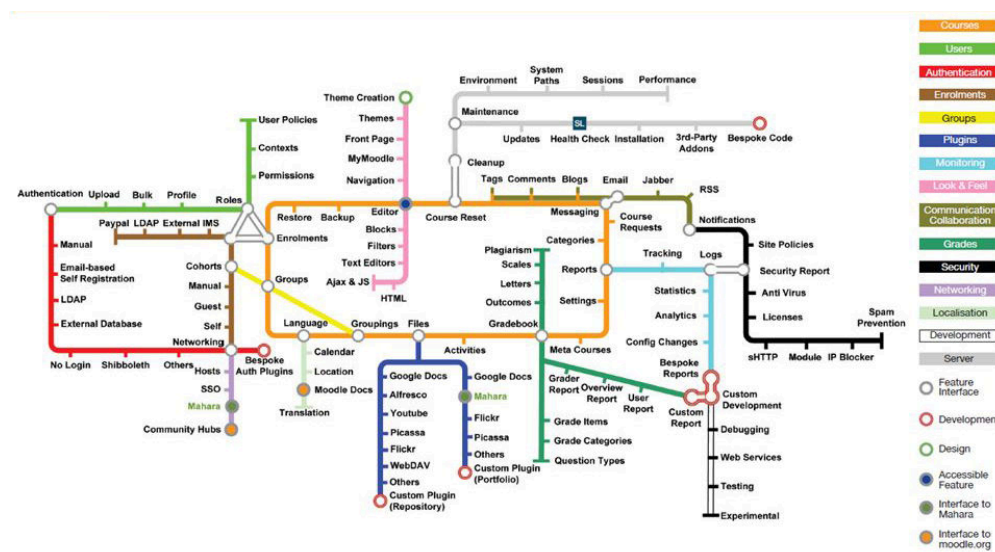 Environment
System
Paths
Sessions
Performance
Theme Creation
Maintenance
Themes
User Policies
Front Page
Updates
SL
Health Check
Installation
3rd-Party
Addons
Bespoke Code
MyMoodle
Contexts
Cleanup
Navigation
Permissions
Tags
Comments
Blogs
Email
Jabber
RSS
Authentication
Upload
Bulk
Profile
Roles
Restore
Backup
Editor
Course Reset
Messaging
Course
Requests
Notifications
Paypal
LDAP
External
IMS
Enrolments
Blocks
Categories
Manual
Filters
Plagiarism
Site Policies
Email-based
Self Registration
Cohorts
Text Editors
Scales
Reports
Tracking
Logs
Security Report
Manual
Groups
Ajax & JS
HTML
Letters
Statistics
Anti Virus
LDAP
Guest
Outcomes
Settings
Analytics
Licenses
Spam
Prevention
External Database
Self
Language
Groupings
Files
Gradebook
Networking
Calendar
Activities
Meta Courses
Config Changes
No Login
Shibboleth
Others
Bespoke
Auth Plugins
Location
sHTTP
Module
IP Blocker
Hosts
Google Docs
Google Docs
Grader
Report
Overview
Report
User
Report
Bespoke
Reports
SSO
Moodle Docs
Alfresco
Mahara
Custom
Report
Custom
Development
Mahara
Translation
Youtube
Flickr
Grade Items
Community Hubs
Picassa
Picassa
Grade Categories
Debugging
Flickr
Others
Question Types
Web Services
WebDAV
Custom Plugin
(Portfolio)
Others
Testing
Custom Plugin
(Repository)
Experimental
Courses
Users
Authentication
Enrolments
Groups
Plugins
Monitoring
Look & Feel
Communication
Collaboration
Grades
Security
Networking
Localisation
Development
Server
Feature
Interface
Development
Design
Accessible
Feature
Interface to
Mahara
Interface to
moodle.org